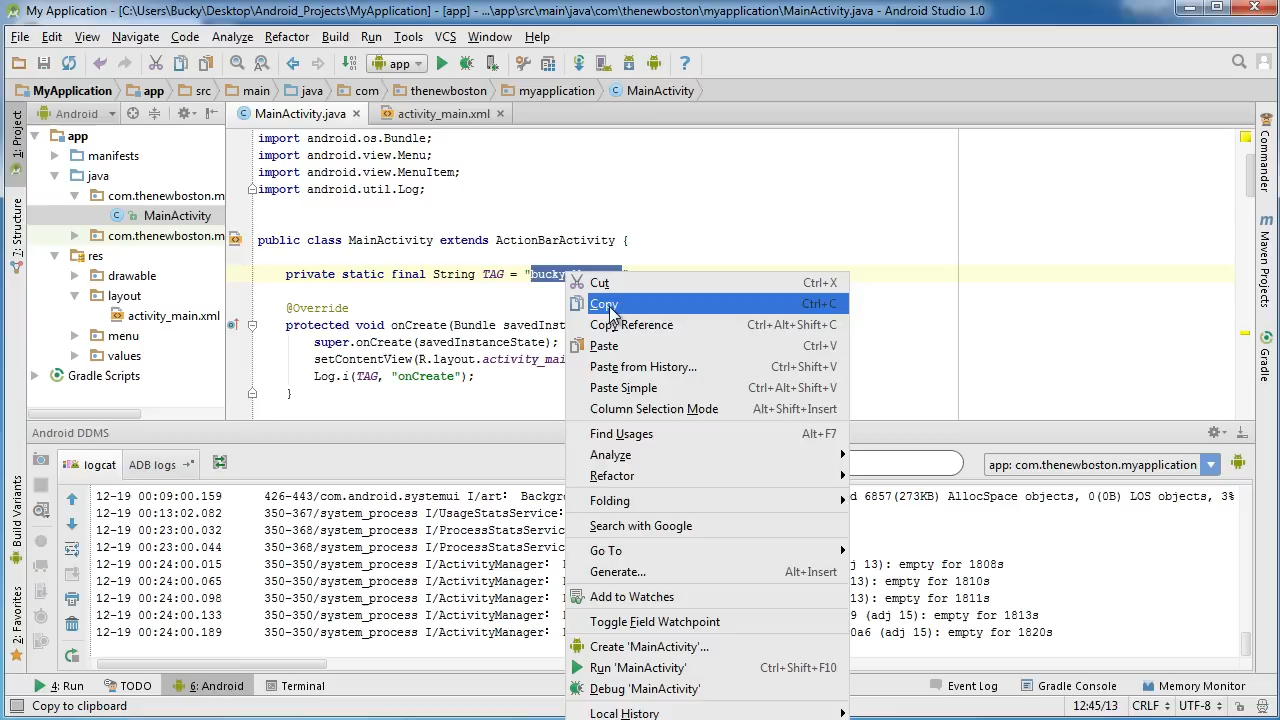 My Application - [C:\Users\Bucky\Desktop\Android_Projects\MyApplication] - [app] - ...\app\src\main\java\com\thenewboston\myapplication\MainActivity.java - Android Studio 1.0
File Edit View Navigate Code Analyze Refactor Build Run Tools VCS Window Help
app
MyApplication app src main java com thenewboston myapplication MainActivity
1: Project
7: Structure
Build Variants
2: Favorites
Android
app
manifests
java
com.thenewboston.m
MainActivity
com.thenewboston.m
res
drawable
layout
activity_main.xml
menu
values
Gradle Scripts
MainActivity.java activity_main.xml
import android.os.Bundle;
import android.view.Menu;
import android.view.MenuItem;
import android.util.Log;
public class MainActivity extends ActionBarActivity {
private static final String TAG = "bucky
@Override
protected void onCreate(Bundle savedInst
super.onCreate(savedInstanceState);
setContentView(R.layout.activity_mai
Log.i(TAG, "onCreate");
}
Cut Ctrl+X
Copy Ctrl+C
Copy Reference Ctrl+Alt+Shift+C
Paste Ctrl+V
Paste from History... Ctrl+Shift+V
Paste Simple Ctrl+Alt+Shift+V
Column Selection Mode Alt+Shift+Insert
Find Usages Alt+F7
Analyze
Refactor
Folding
Search with Google
Go To
Generate... Alt+Insert
Add to Watches
Toggle Field Watchpoint
Create 'MainActivity'...
Run 'MainActivity' Ctrl+Shift+F10
Debug 'MainActivity'
Local History
Commander
Maven Projects
Gradle
Android DDMS
logcat ADB logs
app: com.thenewboston.myapplication
12-19 00:09:00.159 426-443/com.android.systemui I/art: Backgro d 6857(273KB) AllocSpace objects, 0(0B) LOS objects, 3%
12-19 00:13:02.082 350-367/system_process I/UsageStatsService:
12-19 00:23:00.032 350-368/system_process I/ProcessStatsServic
12-19 00:23:00.044 350-368/system_process I/ProcessStatsServic
12-19 00:24:00.015 350-350/system_process I/ActivityManager: j 13): empty for 1808s
12-19 00:24:00.065 350-350/system_process I/ActivityManager: ): empty for 1810s
12-19 00:24:00.098 350-350/system_process I/ActivityManager: ): empty for 1811s
12-19 00:24:00.133 350-350/system_process I/ActivityManager: 9 (adj 15): empty for 1813s
12-19 00:24:00.189 350-350/system_process I/ActivityManager: 0a6 (adj 15): empty for 1820s
4: Run TODO 6: Android Terminal Event Log Gradle Console Memory Monitor
Copy to clipboard 12:45/13 CRLF UTF-8